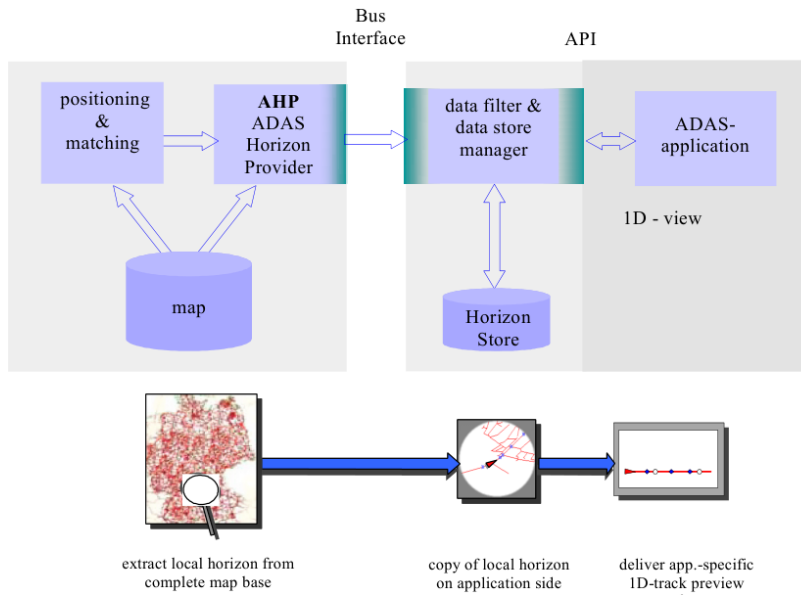 Bus
Interface
API
positioning
&
matching
AHP
ADAS
Horizon
Provider
data filter &
data store
manager
ADAS-
application
1D - view
map
Horizon
Store
extract local horizon from
complete map base
copy of local horizon
on application side
deliver app.-specific
1D-track preview